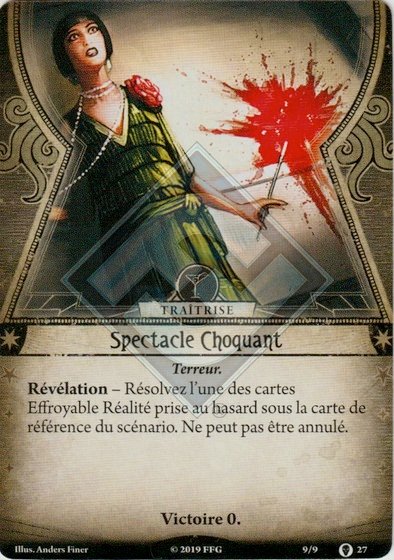 TRAÎTRISE
Spectacle Choquant
Terreur.
Révélation – Résolvez l'une des cartes
Effroyable Réalité prise au hasard sous la carte de
référence du scénario. Ne peut pas être annulé.
Victoire 0.
Illus. Anders Finer © 2019 FFG 9/9 27